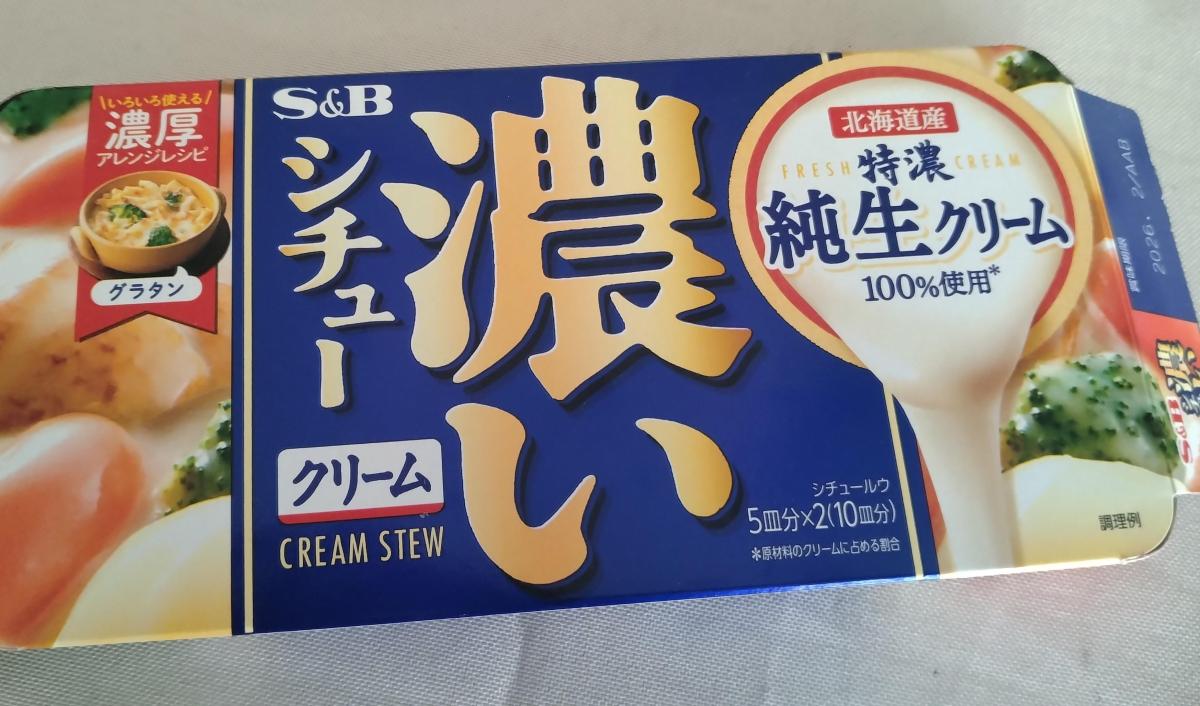 \いろいろ使える/
濃厚
アレンジレシピ
グラタン
S&B
濃い
シチュー
クリーム
CREAM STEW
北海道産
FRESH 特濃 CREAM
純生クリーム
100%使用*
シチュールウ
5皿分×2(10皿分)
*原材料のクリームに占める割合
調理例
賞味期限
2026. 2/AAB
S&B